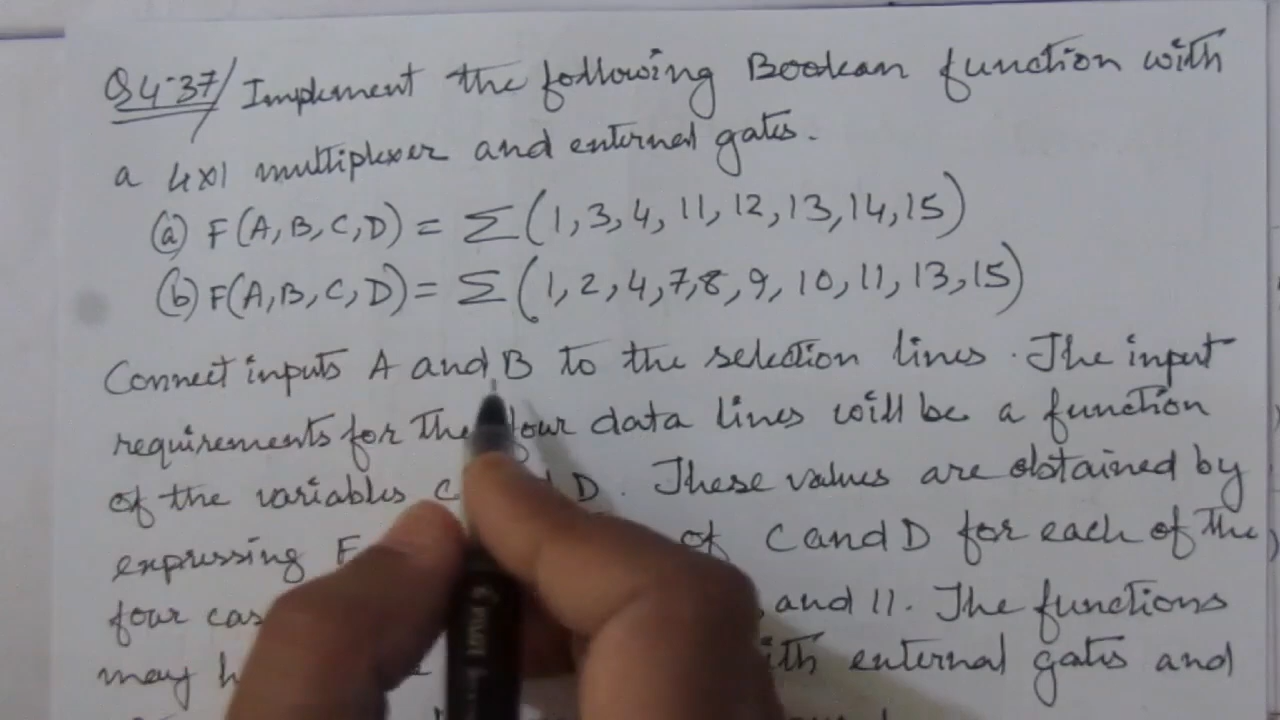 Q4-37/ Implement the following Boolean function with
a 4x1 multiplexer and external gates.
(a) F(A,B,C,D) = Σ(1,3,4,11,12,13,14,15)
(b) F(A,B,C,D) = Σ(1,2,4,7,8,9,10,11,13,15)
Connect inputs A and B to the selection lines. The input
requirements for the four data lines will be a function
of the variables C D. These values are obtained by
expressing F of C and D for each of the
four and 11. The functions
may external gates and